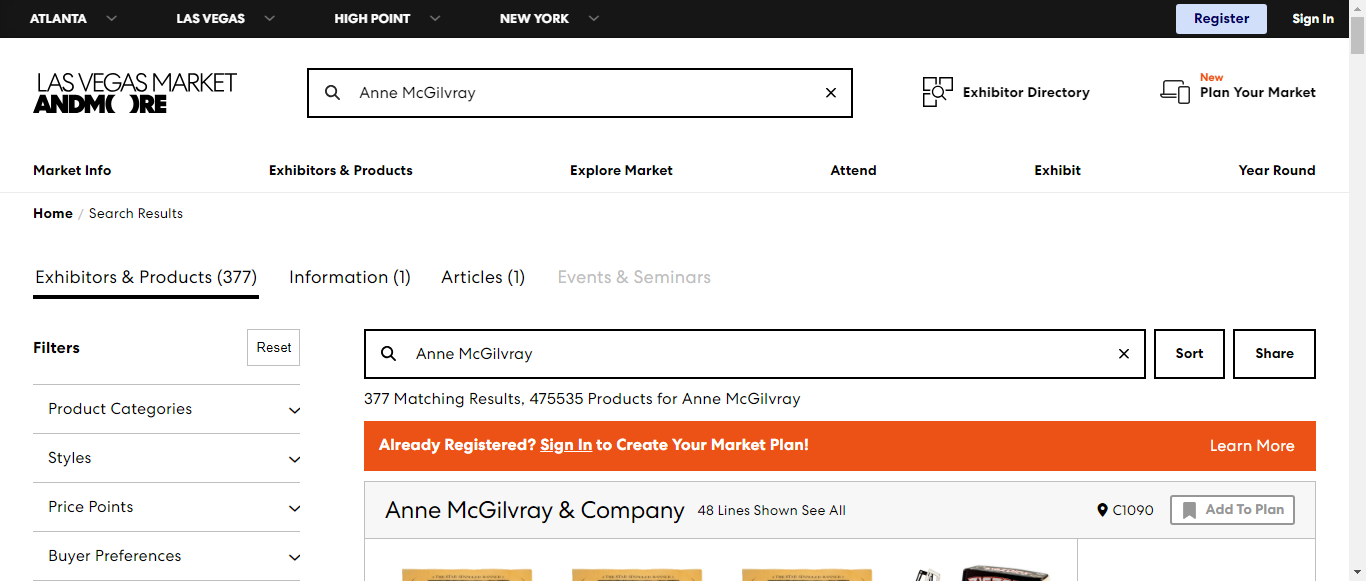 ATLANTA LAS VEGAS HIGH POINT NEW YORK Register Sign In
LAS VEGAS MARKET
ANDMORE
Anne McGilvray
Exhibitor Directory
New
Plan Your Market
Market Info Exhibitors & Products Explore Market Attend Exhibit Year Round
Home / Search Results
Exhibitors & Products (377) Information (1) Articles (1) Events & Seminars
Filters Reset
Anne McGilvray Sort Share
Product Categories
377 Matching Results, 475535 Products for Anne McGilvray
Styles
Already Registered? Sign In to Create Your Market Plan! Learn More
Price Points
Anne McGilvray & Company 48 Lines Shown See All C1090 Add To Plan
Buyer Preferences